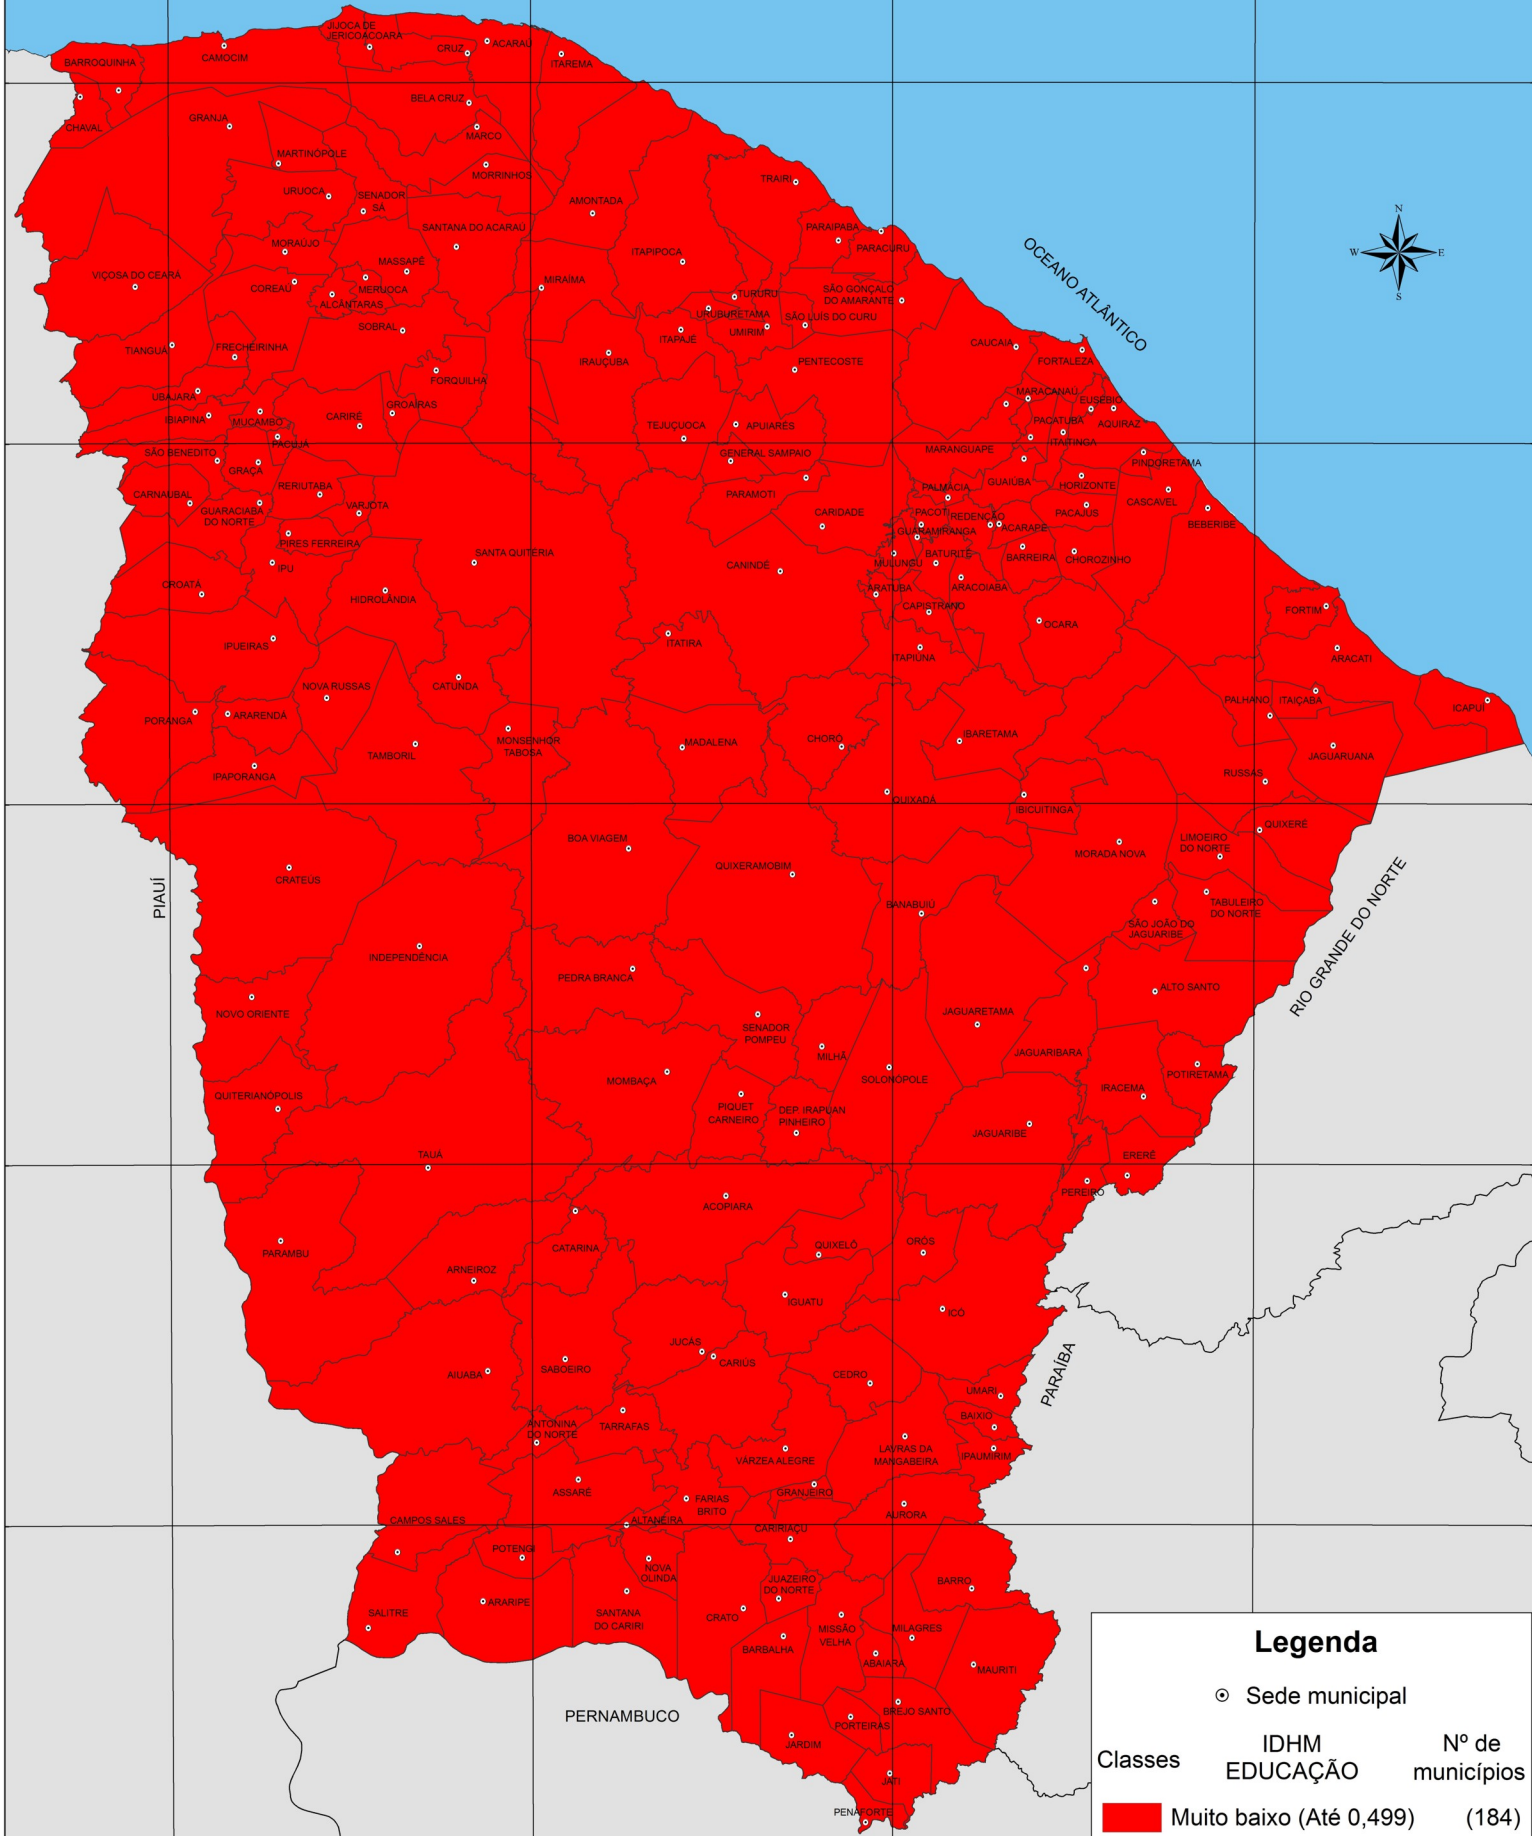 JIJOCA DE
JERICOACOARA
CRUZ
ACARAÚ
ITAREMA
BARROQUINHA
CAMOCIM
CHAVAL
GRANJA
BELA CRUZ
MARCO
MARTINÓPOLE
MORRINHOS
URUOCA
SENADOR
SÁ
AMONTADA
TRAIRI
PARAIPABA
PARACURU
SANTANA DO ACARAÚ
MORAÚJO
MASSAPÊ
ITAPIPOCA
VIÇOSA DO CEARÁ
COREAÚ
MERUOCA
ALCÂNTARAS
MIRAÍMA
TURURU
URUBURETAMA
UMIRIM
SÃO GONÇALO
DO AMARANTE
SÃO LUÍS DO CURU
SOBRAL
ITAPAJÉ
TIANGUÁ
FRECHEIRINHA
IRAUÇUBA
PENTECOSTE
CAUCAIA
FORTALEZA
N
W
E
S
OCEANO ATLÂNTICO
FORQUILHA
UBAJARA
IBIAPINA
MUCAMBO
CARIRÉ
GROAÍRAS
MARACANAÚ
EUSÉBIO
AQUIRAZ
PACATUBA
ITAITINGA
PACUJÁ
TEJUÇUOCA
APUIARÉS
MARANGUAPE
SÃO BENEDITO
GRAÇA
GENERAL SAMPAIO
PINDORETAMA
CARNAUBAL
RERIUTABA
PARAMOTI
PALMÁCIA
GUAIÚBA
HORIZONTE
CASCAVEL
GUARACIABA
DO NORTE
VARJOTA
CARIDADE
PACOTI
REDENÇÃO
ACARAPE
PACAJUS
BEBERIBE
PIRES FERREIRA
GUARAMIRANGA
IPU
SANTA QUITÉRIA
CANINDÉ
MULUNGU
BATURITÉ
BARREIRA
CHOROZINHO
CROATÁ
HIDROLÂNDIA
ARATUBA
ARACOIABA
CAPISTRANO
OCARA
FORTIM
IPUEIRAS
ITATIRA
ITAPIÚNA
ARACATI
NOVA RUSSAS
CATUNDA
PALHANO
ITAIÇABA
ICAPUÍ
PORANGA
ARARENDÁ
MONSENHOR
TABOSA
MADALENA
CHORÓ
IBARETAMA
TAMBORIL
JAGUARUANA
IPAPORANGA
RUSSAS
QUIXADÁ
IBICUITINGA
QUIXERÉ
BOA VIAGEM
LIMOEIRO
DO NORTE
MORADA NOVA
QUIXERAMOBIM
CRATEÚS
PIAUÍ
BANABUIÚ
TABULEIRO
DO NORTE
SÃO JOÃO DO
JAGUARIBE
RIO GRANDE DO NORTE
INDEPENDÊNCIA
PEDRA BRANCA
ALTO SANTO
NOVO ORIENTE
JAGUARETAMA
SENADOR
POMPEU
MILHÃ
JAGUARIBARA
POTIRETAMA
MOMBAÇA
SOLONÓPOLE
IRACEMA
QUITERIANÓPOLIS
PIQUET
CARNEIRO
DEP. IRAPUAN
PINHEIRO
JAGUARIBE
TAUÁ
ERERÊ
PEREIRO
ACOPIARA
PARAMBU
CATARINA
QUIXELÔ
ORÓS
ARNEIROZ
IGUATU
ICÓ
JUCÁS
CARIÚS
SABOEIRO
AIUABA
CEDRO
PARAÍBA
UMARI
BAIXIO
ANTONINA
DO NORTE
TARRAFAS
LAVRAS DA
MANGABEIRA
IPAUMIRIM
VÁRZEA ALEGRE
ASSARÉ
GRANJEIRO
FARIAS
BRITO
AURORA
CAMPOS SALES
ALTANEIRA
CARIRIAÇU
POTENGI
NOVA
OLINDA
JUAZEIRO
DO NORTE
BARRO
ARARIPE
SALITRE
SANTANA
DO CARIRI
CRATO
MISSÃO
VELHA
MILAGRES
BARBALHA
ABAIARA
MAURITI
PERNAMBUCO
BREJO SANTO
PORTEIRAS
JARDIM
JATI
PENAFORTE
Legenda
Sede municipal
Classes
IDHM
EDUCAÇÃO
Nº de
municípios
Muito baixo (Até 0,499) (184)